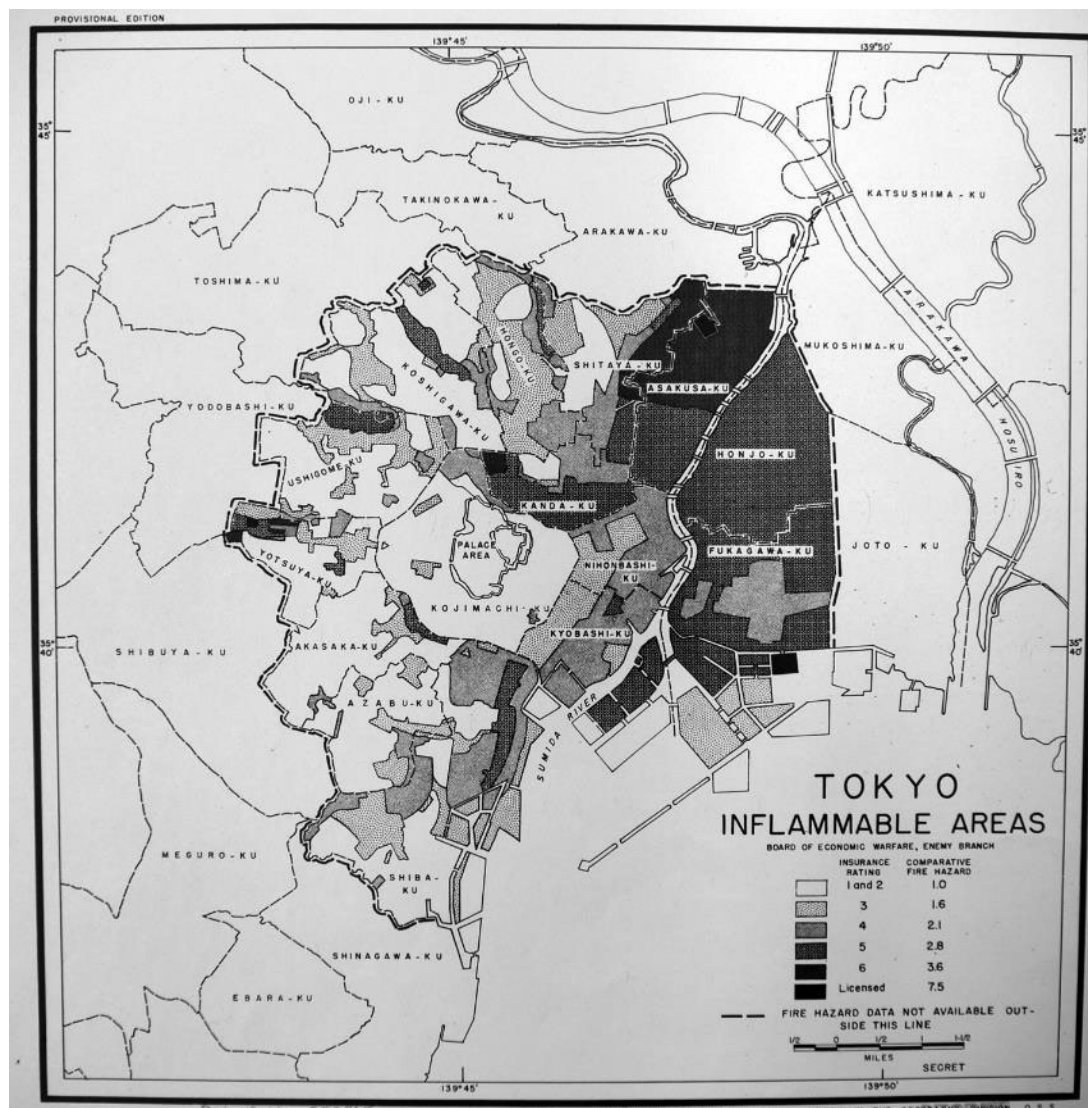 PROVISIONAL EDITION
139°45'
139°50'
35°
45'
35°
45'
OJI - KU
KATSUSHIMA - KU
TAKINOKAWA -
KU
ARAKAWA - KU
TOSHIMA - KU
ARAKAWA
HOSUIRO
MUKOSHIMA - KU
HONGO - KU
SHITAYA - KU
KOSHIGAWA - KU
ASAKUSA - KU
YODOBASHI - KU
HONJO - KU
USHIGOME - KU
KANDA - KU
PALACE
AREA
FUKAGAWA - KU
JOTO - KU
YOTSUYA - KU
NIHONBASHI -
KU
KOJIMACHI - KU
KYOBASHI - KU
SHIBUYA - KU
AKASAKA - KU
35°
40'
35°
40'
AZABU - KU
SUMIDA RIVER
MEGURO - KU
SHIBA -
KU
SHINAGAWA - KU
EBARA - KU
TOKYO
INFLAMMABLE AREAS
BOARD OF ECONOMIC WARFARE, ENEMY BRANCH
INSURANCE RATING COMPARATIVE FIRE HAZARD
1 and 2 1.0
3 1.6
4 2.1
5 2.8
6 3.6
Licensed 7.5
FIRE HAZARD DATA NOT AVAILABLE OUT-
SIDE THIS LINE
1/2 0 1/2 1 1-1/2
MILES
SECRET
139°45'
139°50'